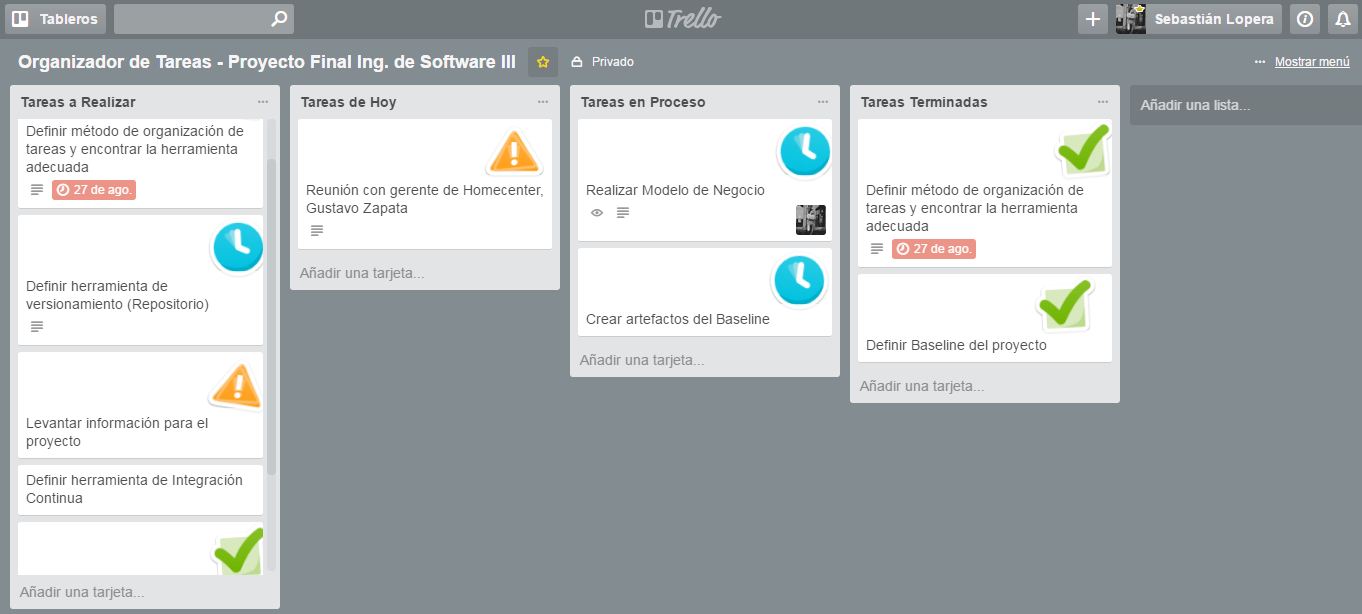 Tableros
Trello
Sebastián Lopera
Organizador de Tareas - Proyecto Final Ing. de Software III
Privado
Mostrar menú
Tareas a Realizar
Definir método de organización de
tareas y encontrar la herramienta
adecuada
27 de ago.
Definir herramienta de
versionamiento (Repositorio)
Levantar información para el
proyecto
Definir herramienta de Integración
Continua
Añadir una tarjeta...
Tareas de Hoy
Reunión con gerente de Homecenter,
Gustavo Zapata
Añadir una tarjeta...
Tareas en Proceso
Realizar Modelo de Negocio
Crear artefactos del Baseline
Añadir una tarjeta...
Tareas Terminadas
Definir método de organización de
tareas y encontrar la herramienta
adecuada
27 de ago.
Definir Baseline del proyecto
Añadir una tarjeta...
Añadir una lista...